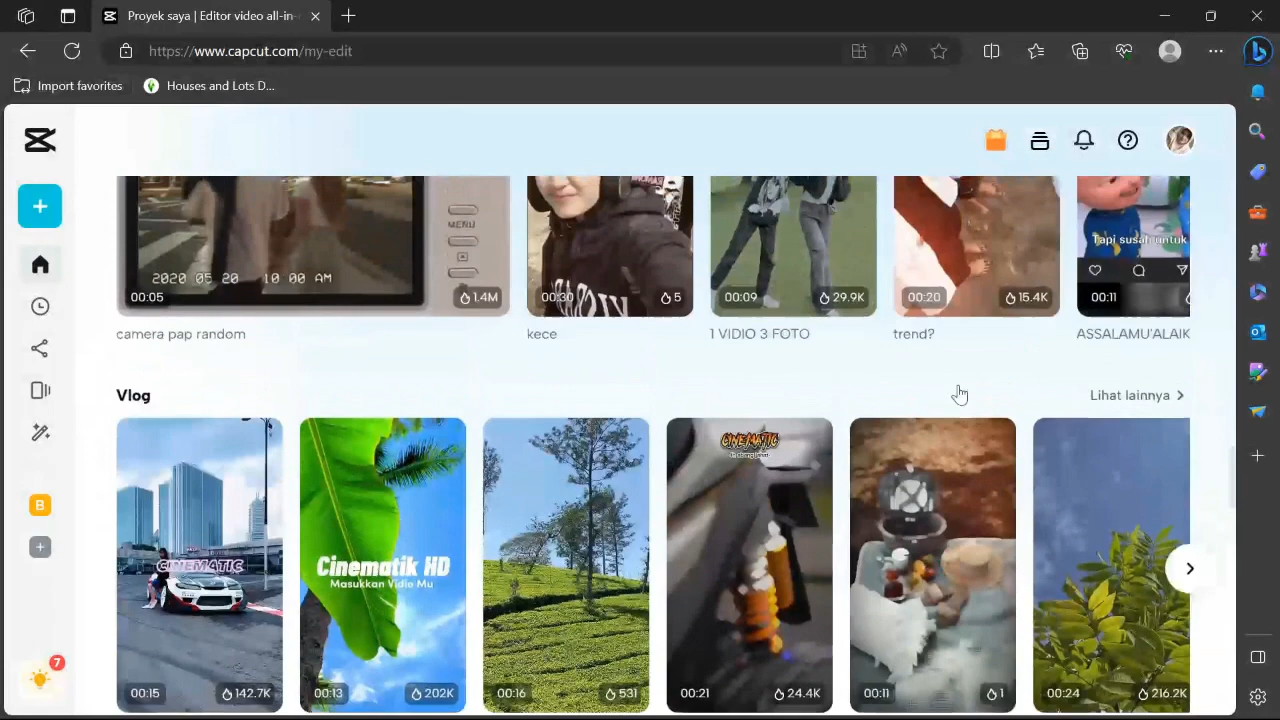 Proyek saya | Editor video all-in-
https://www.capcut.com/my-edit
Import favorites
Houses and Lots D...
MENU
2020 05 20 10 00 AM
00:05
1.4M
00:30
5
00:09
29.9K
00:20
15.4K
Tapi susah untuk
00:11
camera pap random
kece
1 VIDIO 3 FOTO
trend?
ASSALAMU'ALAIK
Vlog
Lihat lainnya
CINEMATIC
00:15
142.7K
Cinematik HD
Masukkan Vidio Mu
00:13
202K
00:16
531
CINEMATIC
00:21
24.4K
00:11
1
00:24
216.2K
B
7